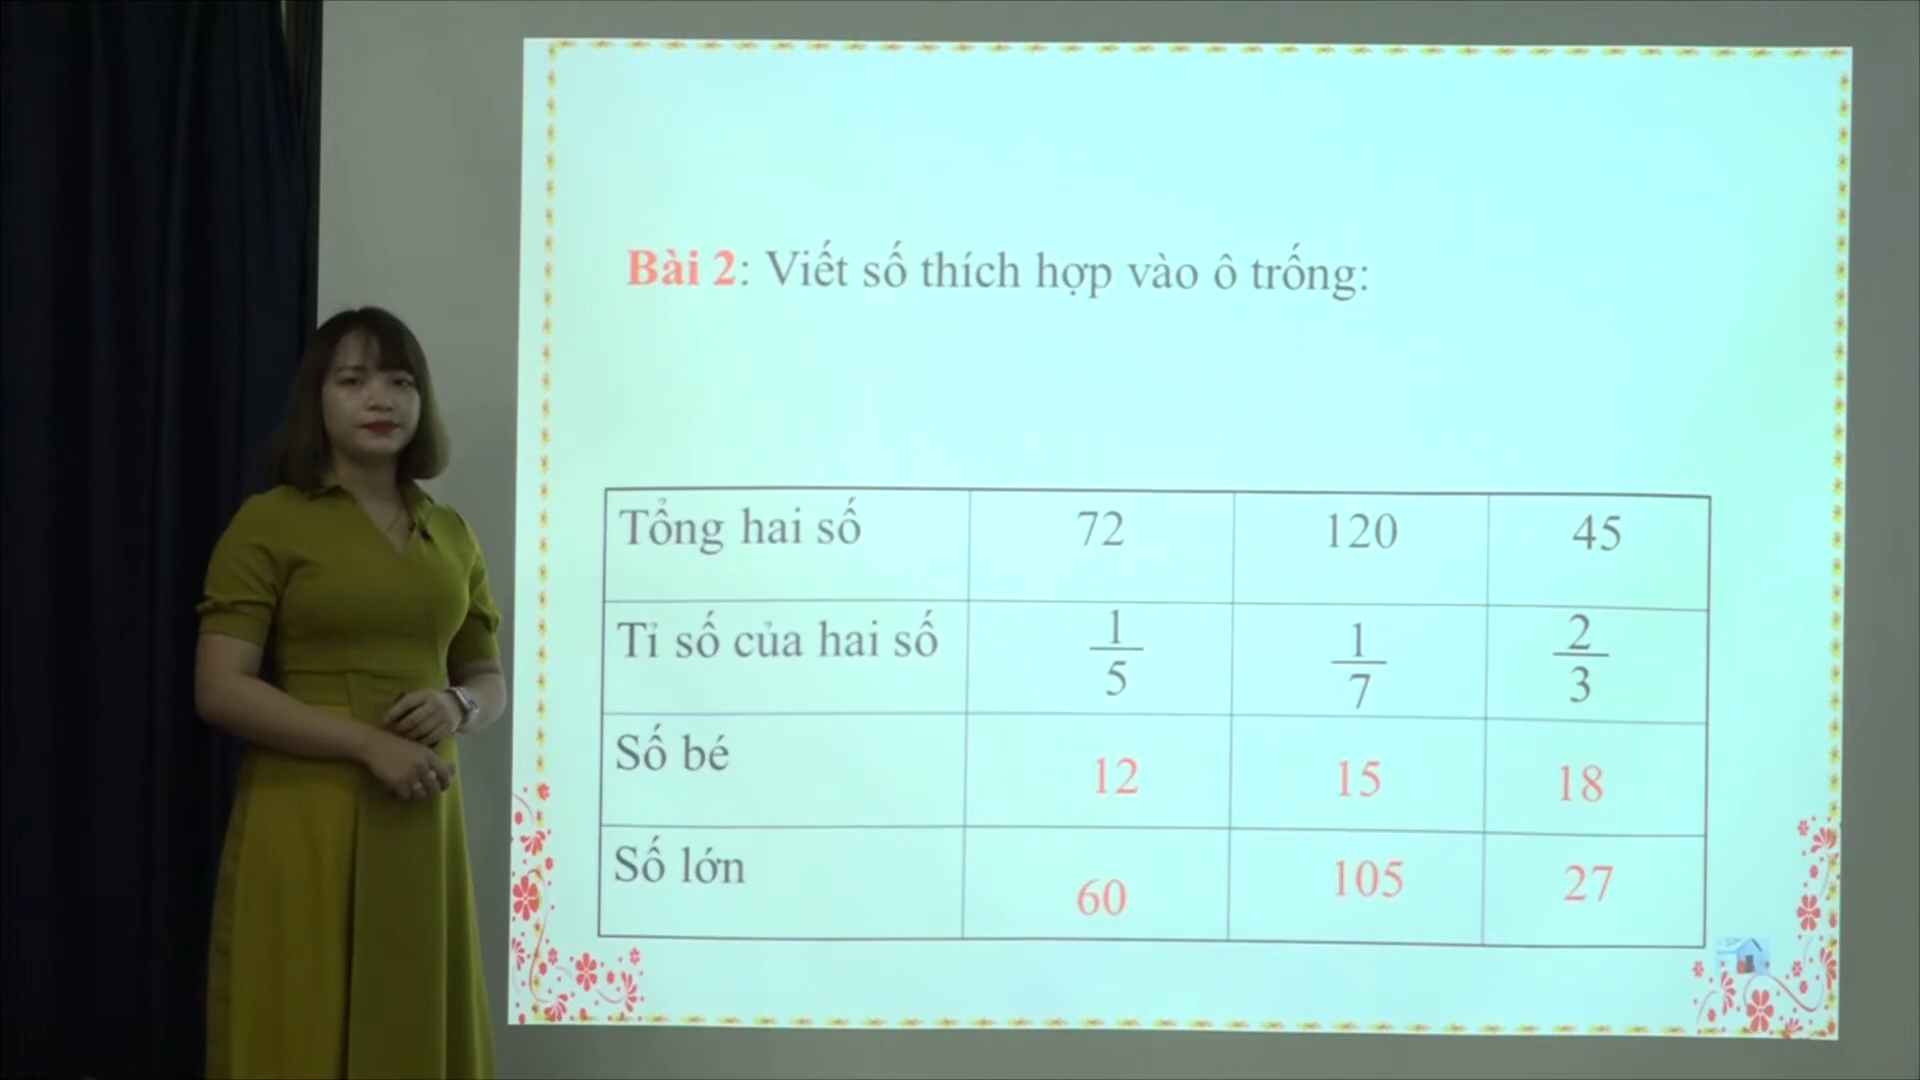 Bài 2: Viết số thích hợp vào ô trống:
Tổng hai số 72 120 45
Tỉ số của hai số 1/5 1/7 2/3
Số bé 12 15 18
Số lớn 60 105 27